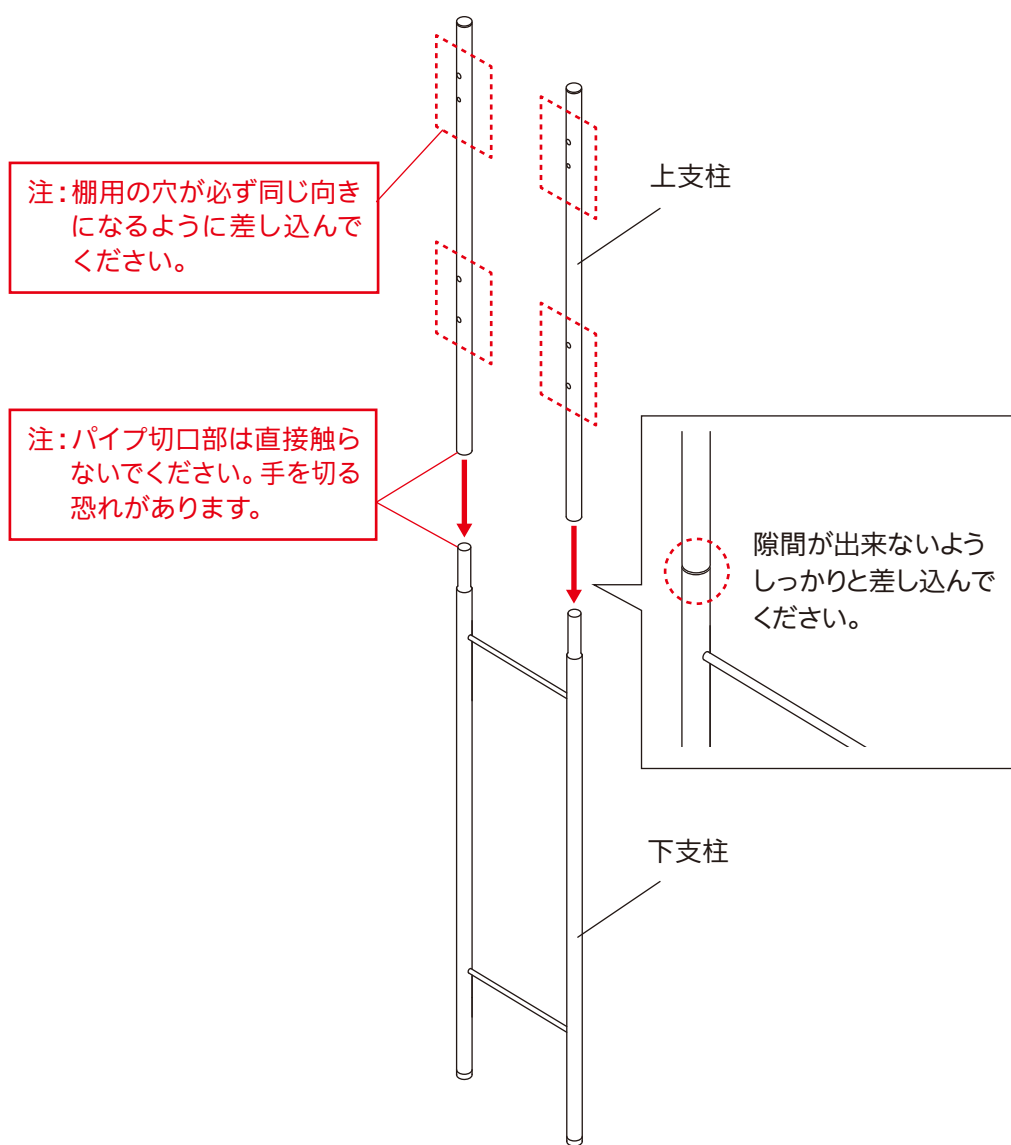 上支柱
注：棚用の穴が必ず同じ向き
になるように差し込んで
ください。
注：パイプ切口部は直接触ら
ないでください。手を切る
恐れがあります。
隙間が出来ないよう
しっかりと差し込んで
ください。
下支柱